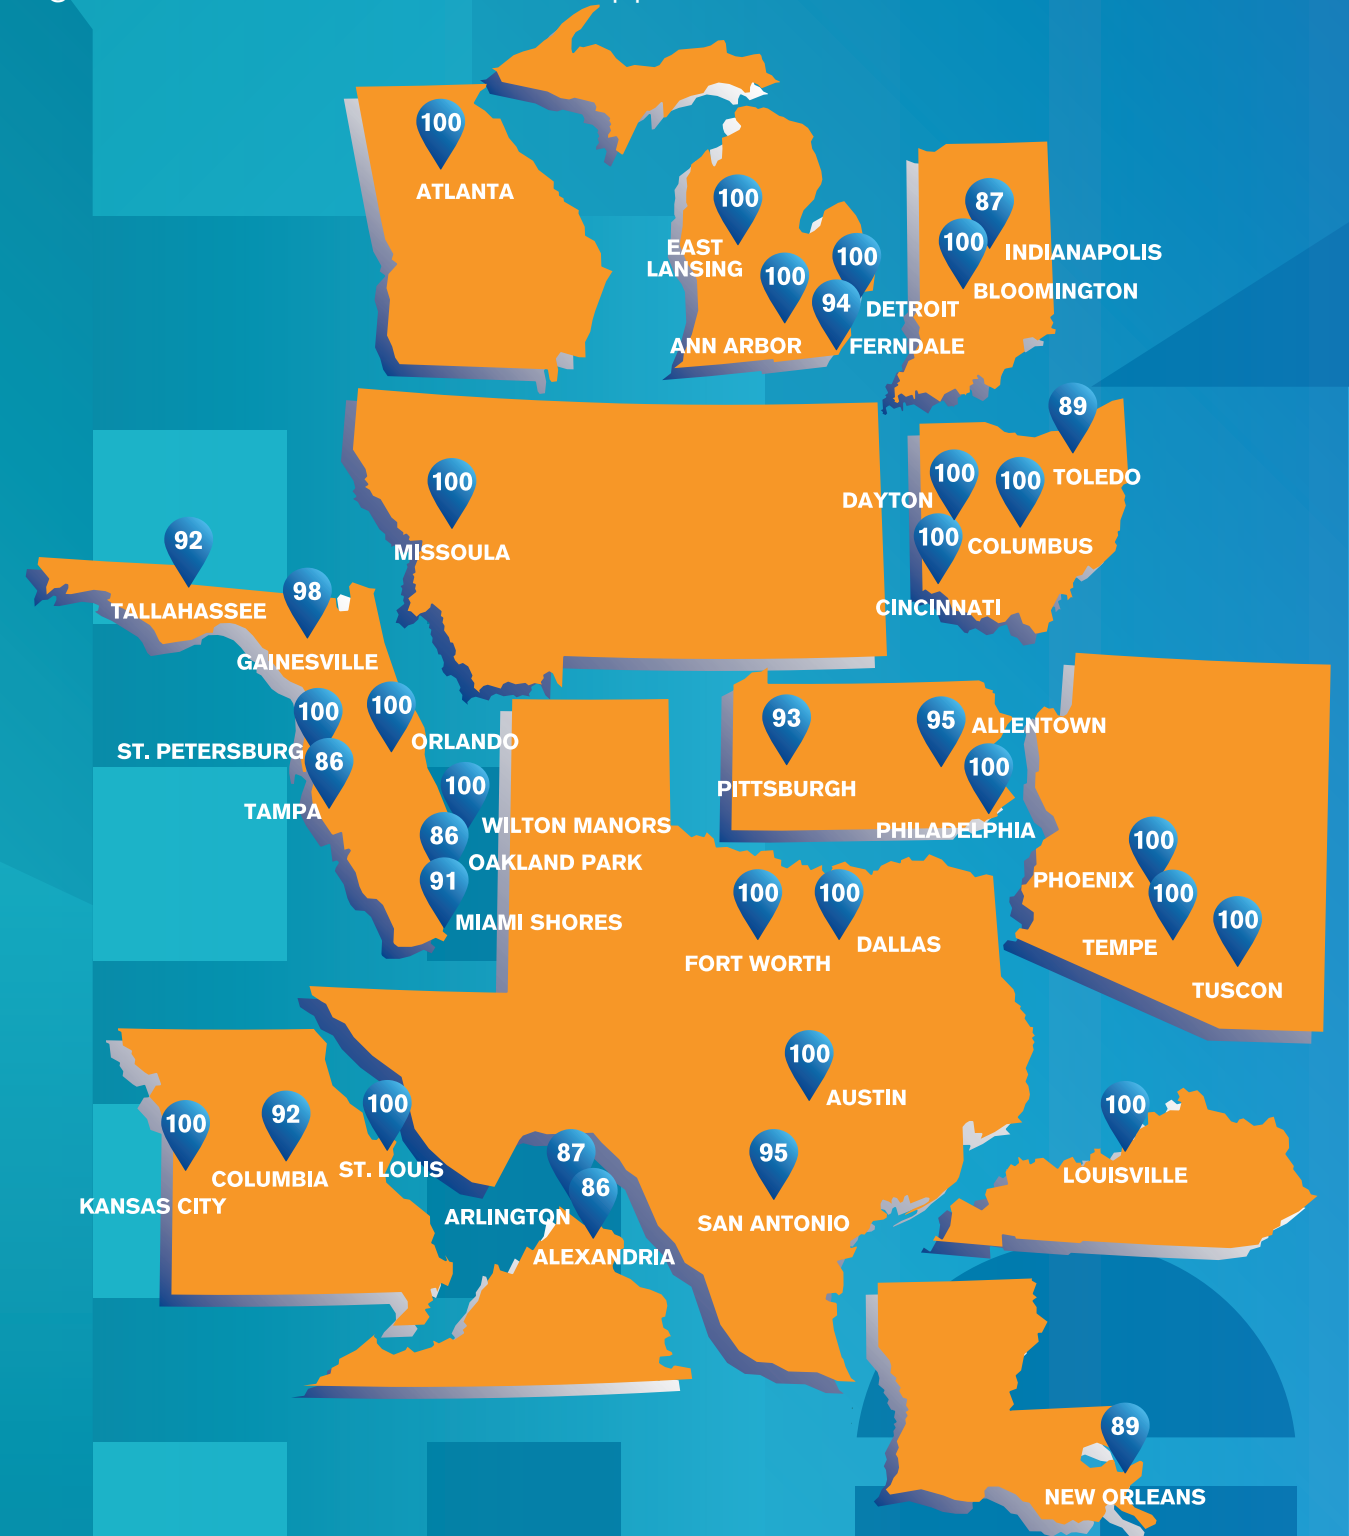 100
ATLANTA
100
EAST
LANSING
100
ANN ARBOR
100
DETROIT
94
FERNDALE
87
INDIANAPOLIS
100
BLOOMINGTON
100
MISSOULA
89
TOLEDO
100
DAYTON
100
COLUMBUS
100
CINCINNATI
92
TALLAHASSEE
98
GAINESVILLE
100
ST. PETERSBURG
100
ORLANDO
86
TAMPA
100
WILTON MANORS
86
OAKLAND PARK
91
MIAMI SHORES
93
PITTSBURGH
95
ALLENTOWN
100
PHILADELPHIA
100
PHOENIX
100
TEMPE
100
TUSCON
100
FORT WORTH
100
DALLAS
100
AUSTIN
95
SAN ANTONIO
100
KANSAS CITY
92
COLUMBIA
100
ST. LOUIS
87
ARLINGTON
86
ALEXANDRIA
100
LOUISVILLE
89
NEW ORLEANS